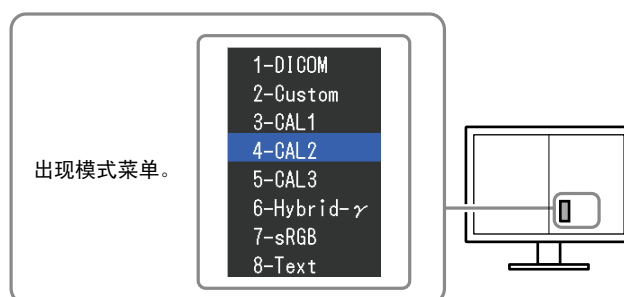 出现模式菜单。
1-DICOM
2-Custom
3-CAL1
4-CAL2
5-CAL3
6-Hybrid-γ
7-sRGB
8-Text